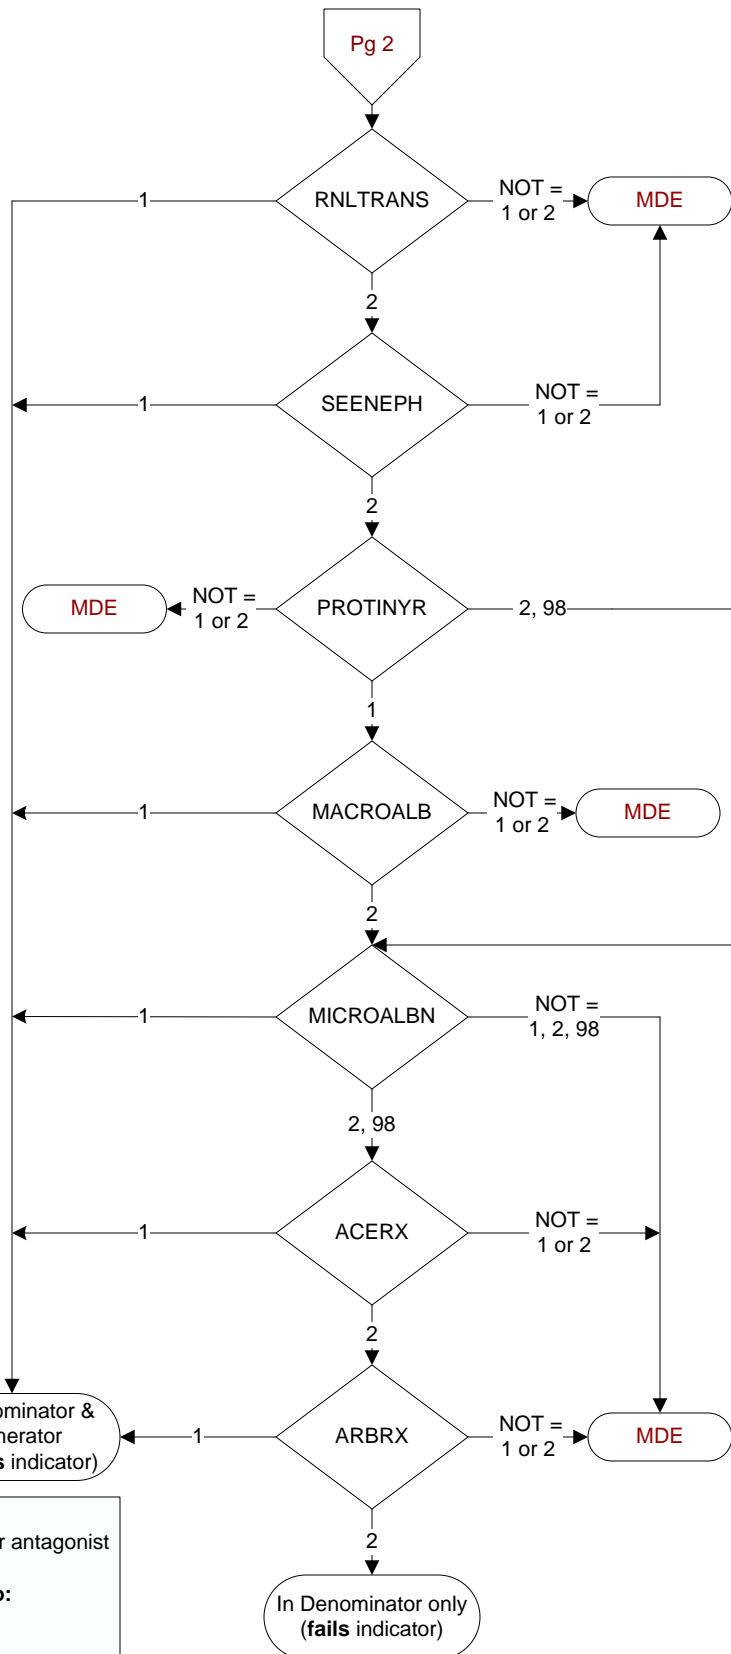 Pg 2
RNLTRANS
1
NOT =
1 or 2
MDE
2
SEENEPH
1
NOT =
1 or 2
2
PROTINYR
MDE
NOT =
1 or 2
2, 98
1
MACROALB
1
NOT =
1 or 2
MDE
2
MICROALBN
1
NOT =
1, 2, 98
2, 98
ACERX
1
NOT =
1 or 2
2
ARBRX
1
NOT =
1 or 2
MDE
2
In Denominator only
(fails indicator)
&
indicator)
antagonist